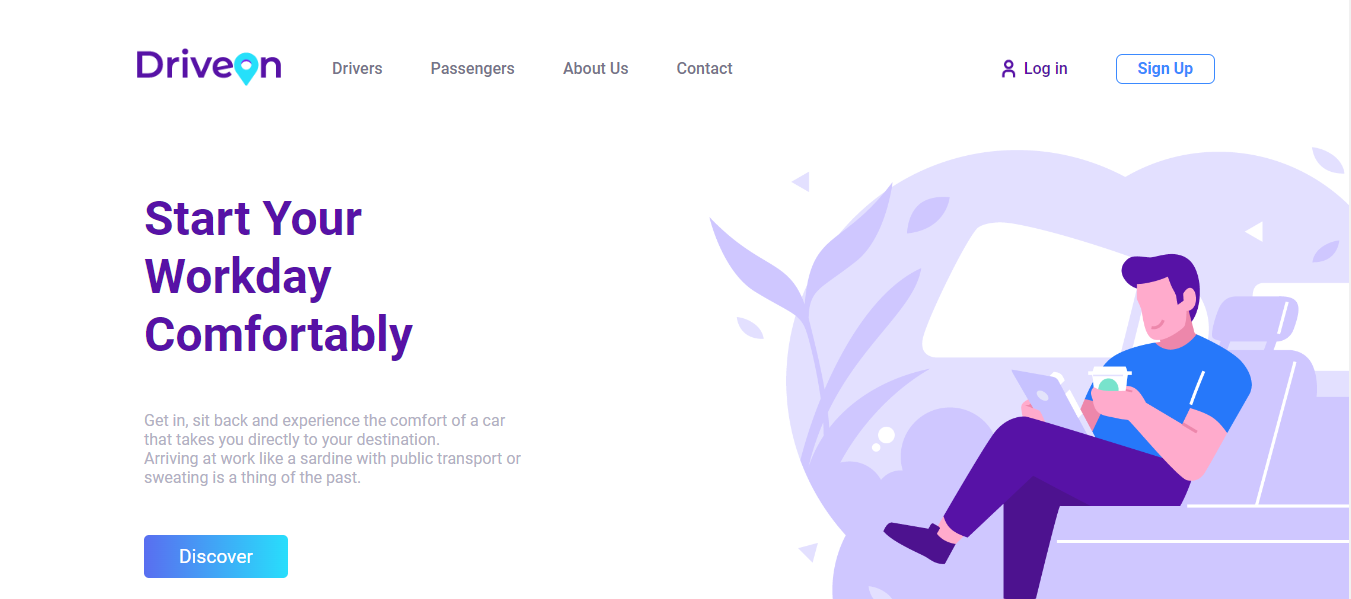 Driveon
Drivers
Passengers
About Us
Contact
Log in
Sign Up
Start Your
Workday
Comfortably
Get in, sit back and experience the comfort of a car
that takes you directly to your destination.
Arriving at work like a sardine with public transport or
sweating is a thing of the past.
Discover